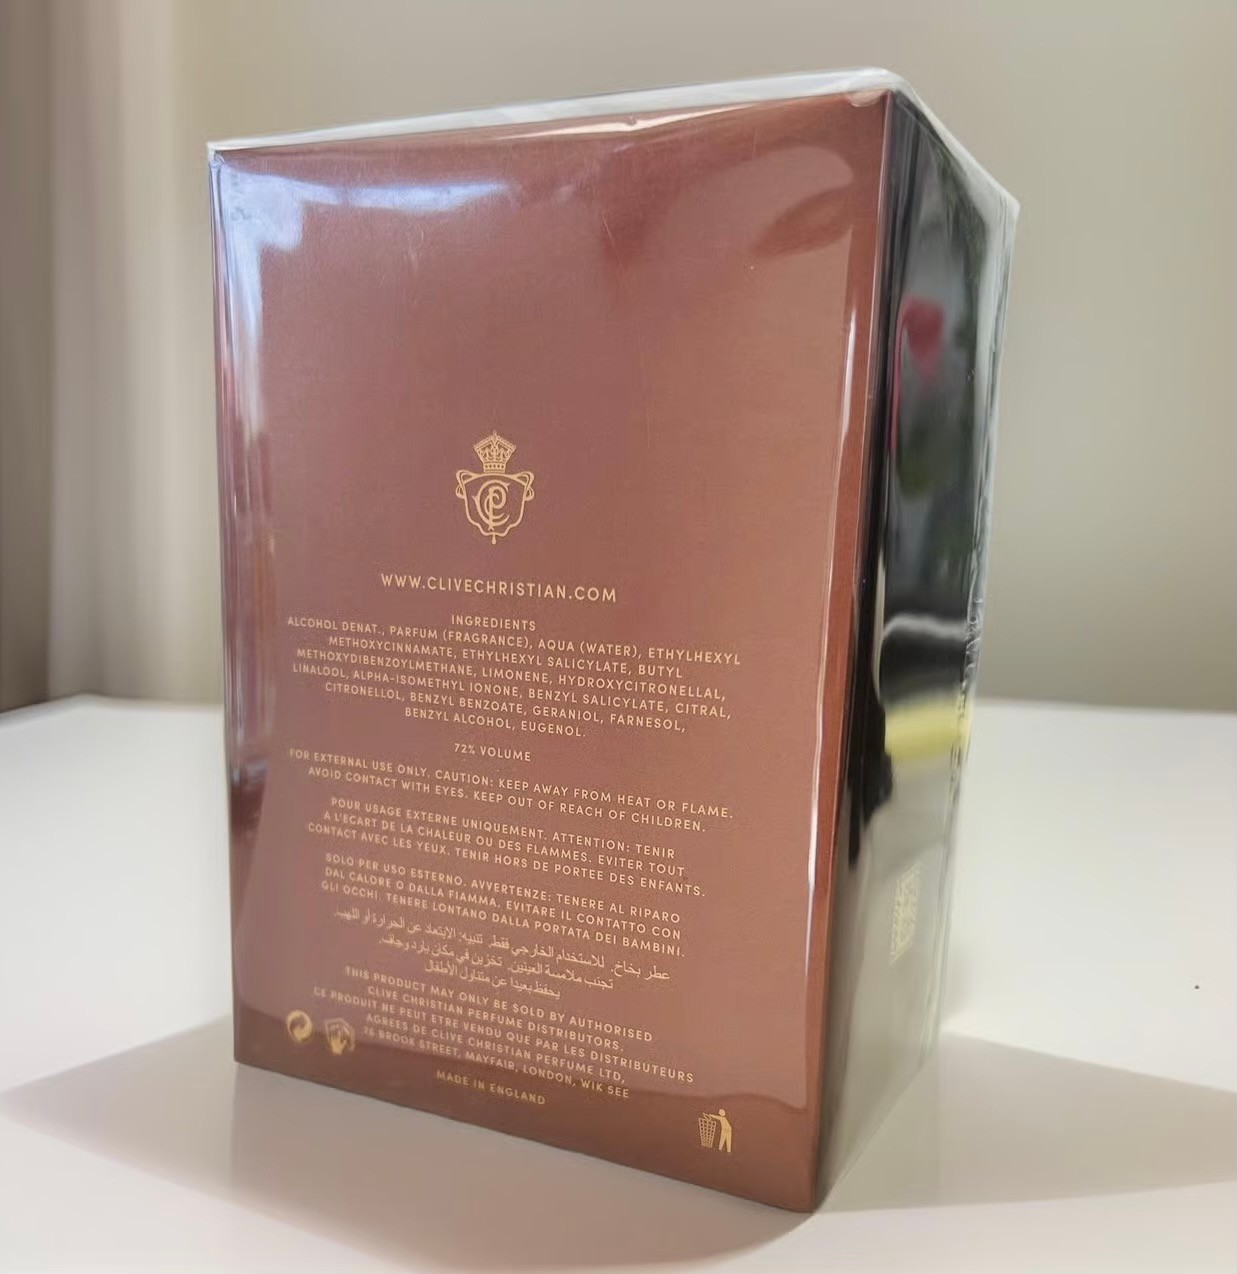 WWW.CLIVECHRISTIAN.COM
INGREDIENTS
ALCOHOL DENAT., PARFUM (FRAGRANCE), AQUA (WATER), ETHYLHEXYL
METHOXYCINNAMATE, ETHYLHEXYL SALICYLATE, BUTYL
METHOXYDIBENZOYLMETHANE, LIMONENE, HYDROXYCITRONELLAL,
LINALOOL, ALPHA-ISOMETHYL IONONE, BENZYL SALICYLATE, CITRAL,
CITRONELLOL, BENZYL BENZOATE, GERANIOL, FARNESOL,
BENZYL ALCOHOL, EUGENOL.
72% VOLUME
FOR EXTERNAL USE ONLY. CAUTION: KEEP AWAY FROM HEAT OR FLAME.
AVOID CONTACT WITH EYES. KEEP OUT OF REACH OF CHILDREN.
POUR USAGE EXTERNE UNIQUEMENT. ATTENTION: TENIR
A L'ECART DE LA CHALEUR OU DES FLAMMES. EVITER TOUT
CONTACT AVEC LES YEUX. TENIR HORS DE PORTEE DES ENFANTS.
SOLO PER USO ESTERNO. AVVERTENZE: TENERE AL RIPARO
DAL CALORE O DALLA FIAMMA. EVITARE IL CONTATTO CON
GLI OCCHI. TENERE LONTANO DALLA PORTATA DEI BAMBINI.
عطر بخاخ. للاستخدام الخارجي فقط. تنبيه: الابتعاد عن الحرارة أو اللهب.
تجنب ملامسة العينين. تخزين في مكان بارد وجاف.
يحفظ بعيدا عن متناول الأطفال
THIS PRODUCT MAY ONLY BE SOLD BY AUTHORISED
CLIVE CHRISTIAN PERFUME DISTRIBUTORS.
CE PRODUIT NE PEUT ETRE VENDU QUE PAR LES DISTRIBUTEURS
AGREES DE CLIVE CHRISTIAN PERFUME LTD,
76 BROOK STREET, MAYFAIR, LONDON, W1K 5EE
MADE IN ENGLAND